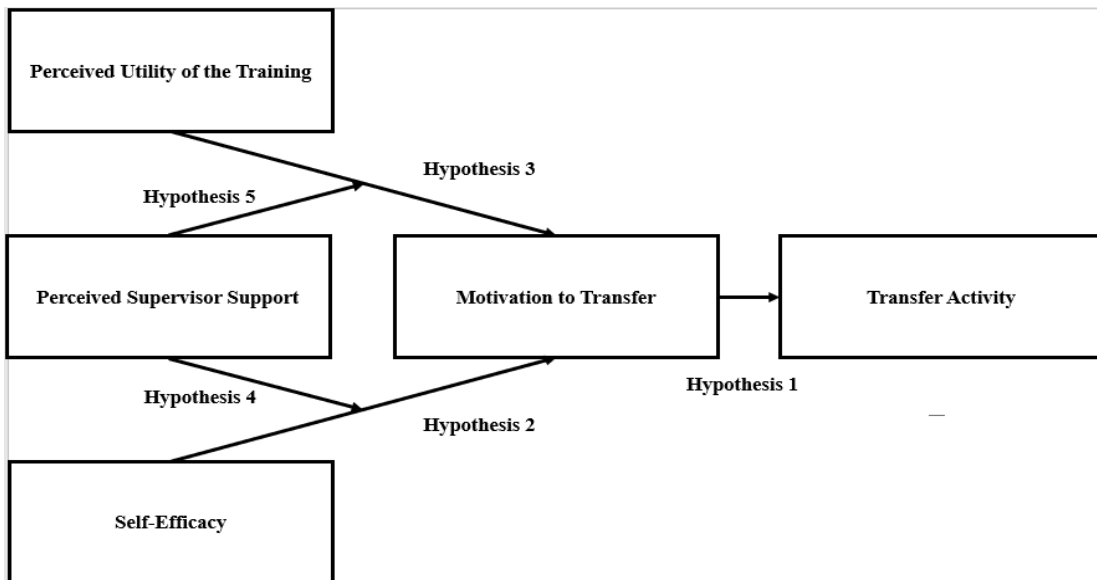 Perceived Utility of the Training
Hypothesis 3
Hypothesis 5
Perceived Supervisor Support
Motivation to Transfer
Transfer Activity
Hypothesis 4
Hypothesis 1
Hypothesis 2
Self-Efficacy